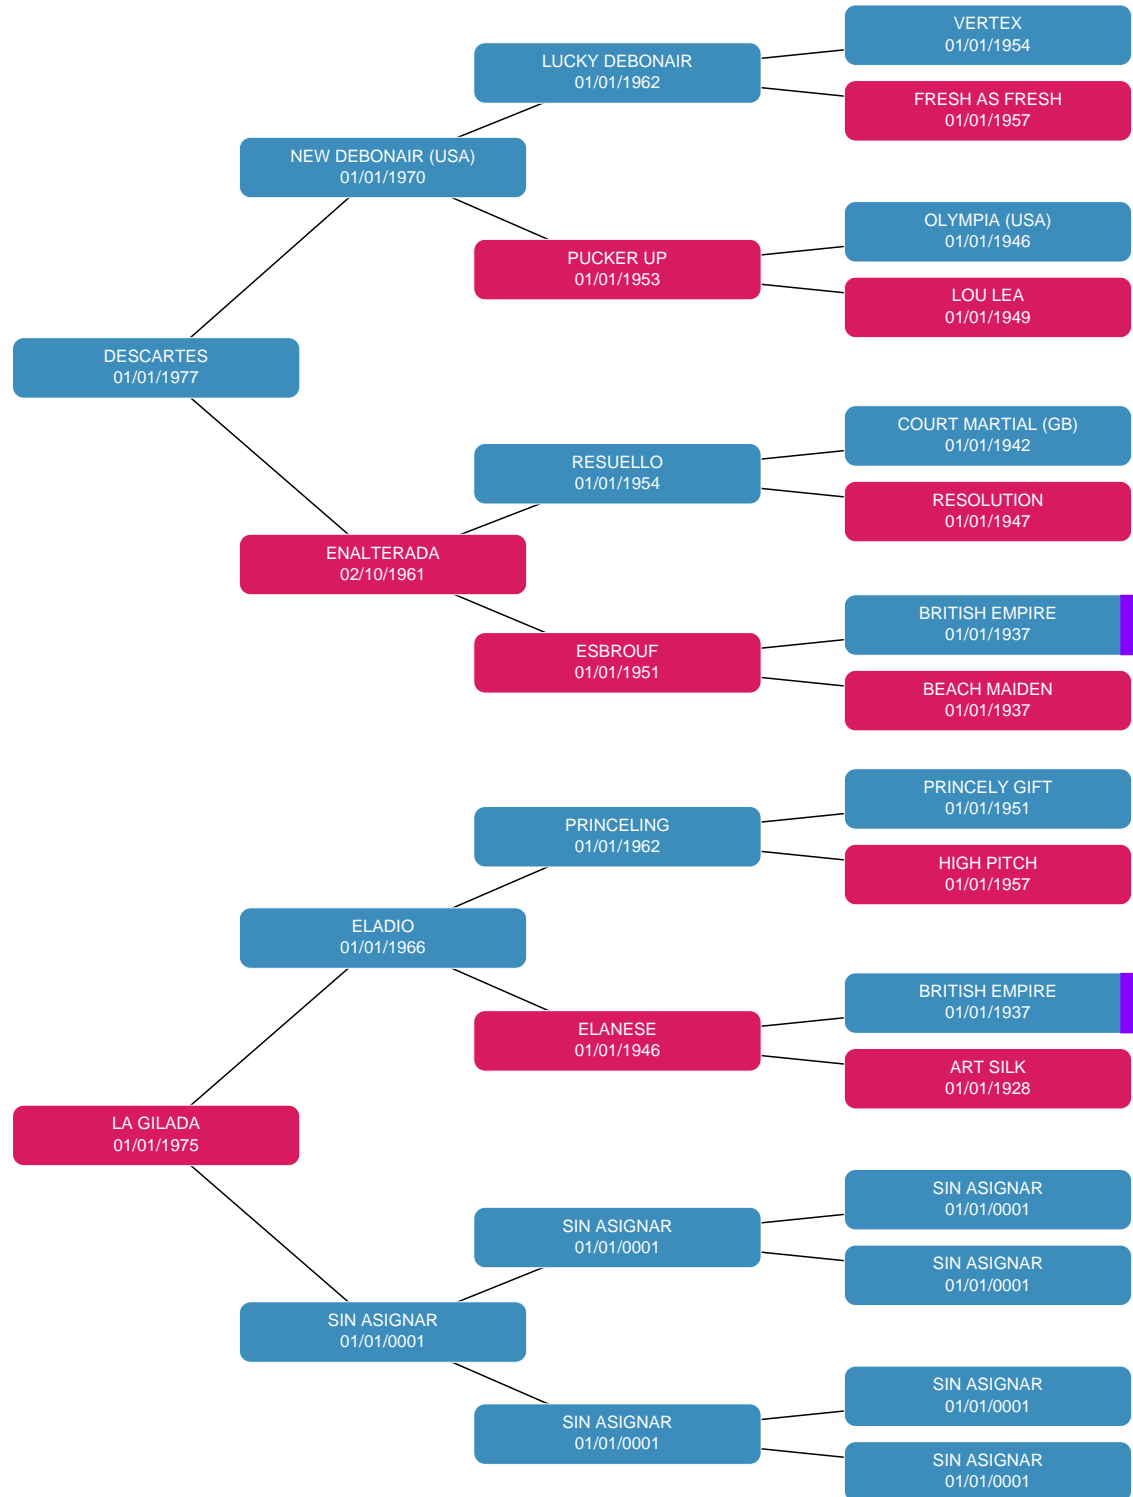 VERTEX
01/01/1954
LUCKY DEBONAIR
01/01/1962
FRESH AS FRESH
01/01/1957
NEW DEBONAIR (USA)
01/01/1970
OLYMPIA (USA)
01/01/1946
PUCKER UP
01/01/1953
LOU LEA
01/01/1949
DESCARTES
01/01/1977
COURT MARTIAL (GB)
01/01/1942
RESUELLO
01/01/1954
RESOLUTION
01/01/1947
ENALTERADA
02/10/1961
BRITISH EMPIRE
01/01/1937
ESBROUF
01/01/1951
BEACH MAIDEN
01/01/1937
PRINCELY GIFT
01/01/1951
PRINCELING
01/01/1962
HIGH PITCH
01/01/1957
ELADIO
01/01/1966
BRITISH EMPIRE
01/01/1937
ELANESE
01/01/1946
ART SILK
01/01/1928
LA GILADA
01/01/1975
SIN ASIGNAR
01/01/0001
SIN ASIGNAR
01/01/0001
SIN ASIGNAR
01/01/0001
SIN ASIGNAR
01/01/0001
SIN ASIGNAR
01/01/0001
SIN ASIGNAR
01/01/0001
SIN ASIGNAR
01/01/0001